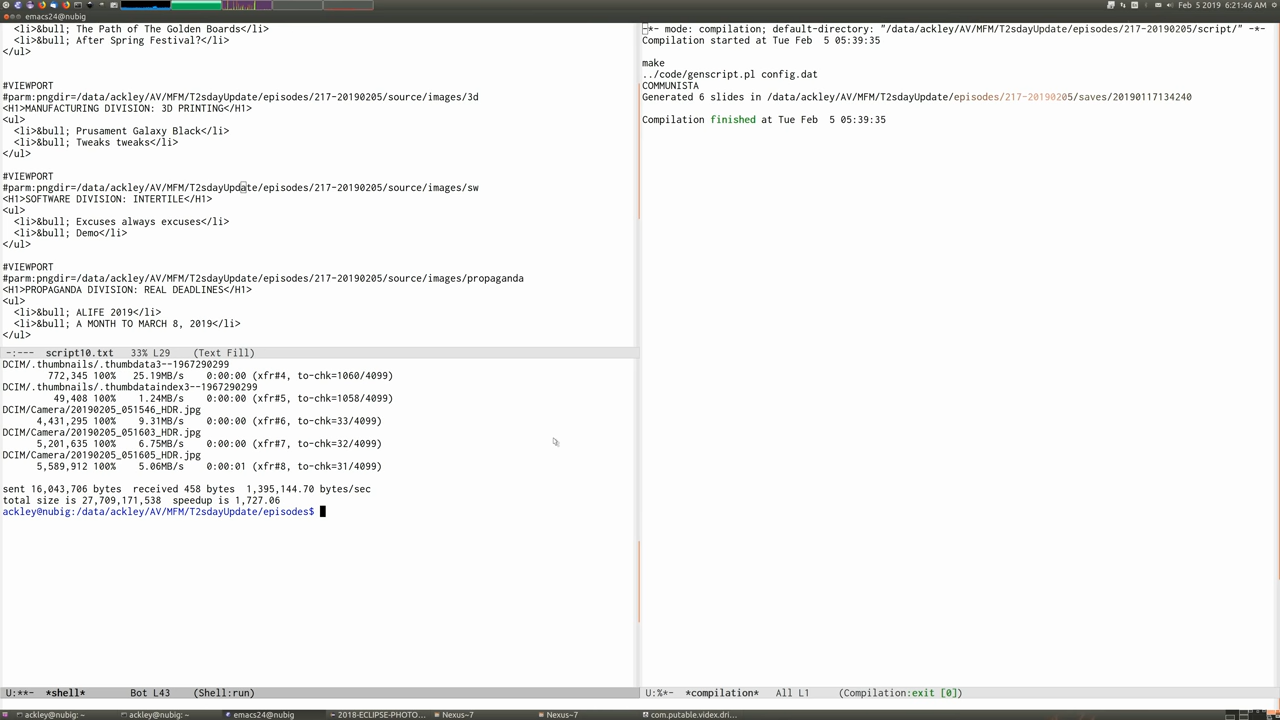 Feb 5 2019 6:21:46 AM
emacs24@nubig
<li>&bull; The Path of The Golden Boards</li>
<li>&bull; After Spring Festival?</li>
</ul>
#VIEWPORT
#parm:pngdir=/data/ackley/AV/MFM/T2sdayUpdate/episodes/217-20190205/source/images/3d
<H1>MANUFACTURING DIVISION: 3D PRINTING</H1>
<ul>
<li>&bull; Prusament Galaxy Black</li>
<li>&bull; Tweaks tweaks</li>
</ul>
#VIEWPORT
#parm:pngdir=/data/ackley/AV/MFM/T2sdayUpdate/episodes/217-20190205/source/images/sw
<H1>SOFTWARE DIVISION: INTERTILE</H1>
<ul>
<li>&bull; Excuses always excuses</li>
<li>&bull; Demo</li>
</ul>
#VIEWPORT
#parm:pngdir=/data/ackley/AV/MFM/T2sdayUpdate/episodes/217-20190205/source/images/propaganda
<H1>PROPAGANDA DIVISION: REAL DEADLINES</H1>
<ul>
<li>&bull; ALIFE 2019</li>
<li>&bull; A MONTH TO MARCH 8, 2019</li>
</ul>
-:--- script10.txt 33% L29 (Text Fill)
DCIM/.thumbnails/.thumbdata3--1967290299
772,345 100% 25.19MB/s 0:00:00 (xfr#4, to-chk=1060/4099)
DCIM/.thumbnails/.thumbdataindex3--1967290299
49,408 100% 1.24MB/s 0:00:00 (xfr#5, to-chk=1058/4099)
DCIM/Camera/20190205_051546_HDR.jpg
4,431,295 100% 9.31MB/s 0:00:00 (xfr#6, to-chk=33/4099)
DCIM/Camera/20190205_051603_HDR.jpg
5,201,635 100% 6.75MB/s 0:00:00 (xfr#7, to-chk=32/4099)
DCIM/Camera/20190205_051605_HDR.jpg
5,589,912 100% 5.06MB/s 0:00:01 (xfr#8, to-chk=31/4099)
sent 16,043,706 bytes received 458 bytes 1,395,144.70 bytes/sec
total size is 27,709,171,538 speedup is 1,727.06
ackley@nubig:/data/ackley/AV/MFM/T2sdayUpdate/episodes$
U:**- *shell* Bot L43 (Shell:run)
-*- mode: compilation; default-directory: "/data/ackley/AV/MFM/T2sdayUpdate/episodes/217-20190205/script/" -*-
Compilation started at Tue Feb 5 05:39:35
make
../code/genscript.pl config.dat
COMMUNISTA
Generated 6 slides in /data/ackley/AV/MFM/T2sdayUpdate/episodes/217-20190205/saves/20190117134240
Compilation finished at Tue Feb 5 05:39:35
U:%*- *compilation* All L1 (Compilation:exit [0])
ackley@nubig: ~
ackley@nubig: ~
emacs24@nubig
2018-ECLIPSE-PHOTO...
Nexus~7
Nexus~7
com.putable.videx.dri...